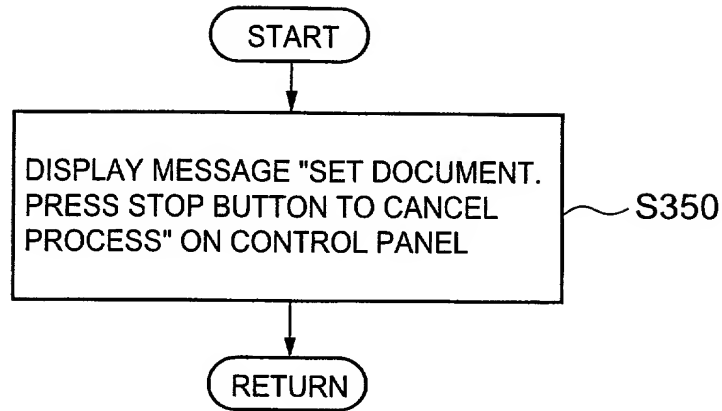 START
DISPLAY MESSAGE "SET DOCUMENT.
PRESS STOP BUTTON TO CANCEL
PROCESS" ON CONTROL PANEL
S350
RETURN